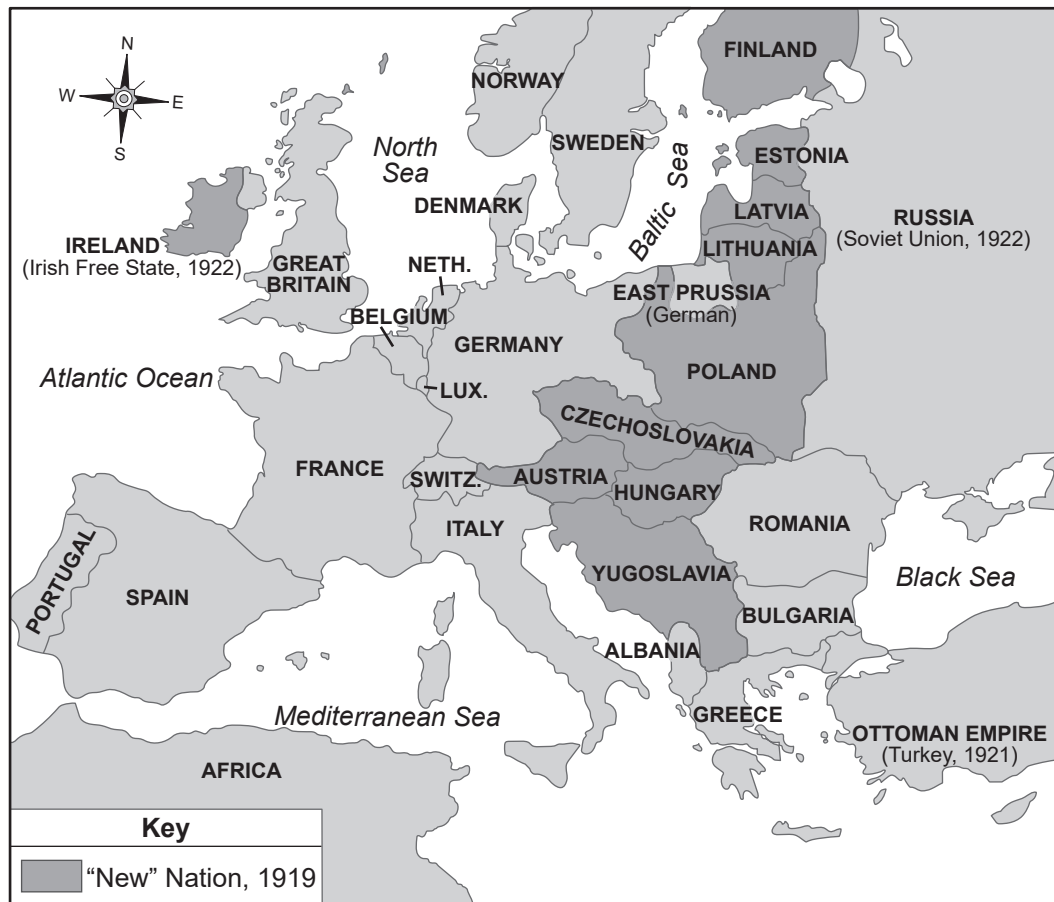 N
W E
S
FINLAND
NORWAY
SWEDEN
North
Sea
Baltic Sea
ESTONIA
DENMARK
LATVIA
RUSSIA
(Soviet Union, 1922)
IRELAND
(Irish Free State, 1922)
LITHUANIA
GREAT
BRITAIN
NETH.
EAST PRUSSIA
(German)
BELGIUM
GERMANY
POLAND
Atlantic Ocean
LUX.
CZECHOSLOVAKIA
FRANCE
SWITZ.
AUSTRIA
HUNGARY
ITALY
ROMANIA
PORTUGAL
SPAIN
YUGOSLAVIA
Black Sea
BULGARIA
ALBANIA
Mediterranean Sea
GREECE
OTTOMAN EMPIRE
(Turkey, 1921)
AFRICA
Key
“New” Nation, 1919